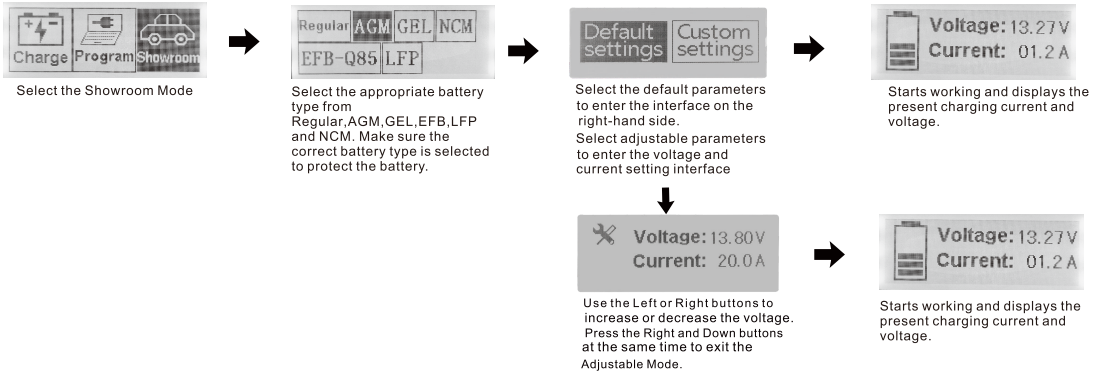 Charge Program Showroom
Select the Showroom Mode
Regular AGM GEL NCM
EFB-Q85 LFP
Select the appropriate battery
type from
Regular,AGM,GEL,EFB,LFP
and NCM. Make sure the
correct battery type is selected
to protect the battery.
Default settings
Custom settings
Select the default parameters
to enter the interface on the
right-hand side.
Select adjustable parameters
to enter the voltage and
current setting interface
Voltage: 13.27V
Current: 01.2A
Starts working and displays the
present charging current and
voltage.
Voltage: 13.80V
Current: 20.0A
Use the Left or Right buttons to
increase or decrease the voltage.
Press the Right and Down buttons
at the same time to exit the
Adjustable Mode.
Voltage: 13.27V
Current: 01.2A
Starts working and displays the
present charging current and
voltage.